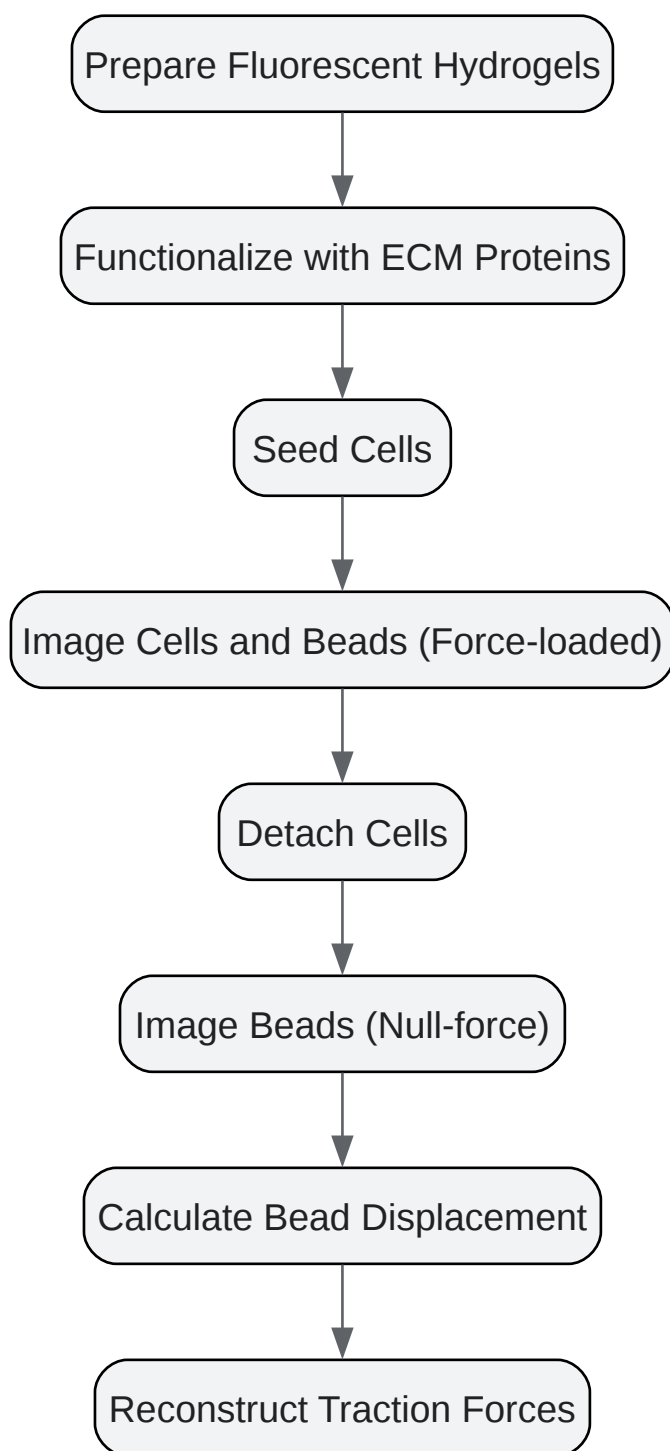 Prepare Fluorescent Hydrogels
Functionalize with ECM Proteins
Seed Cells
Image Cells and Beads (Force-loaded)
Detach Cells
Image Beads (Null-force)
Calculate Bead Displacement
Reconstruct Traction Forces